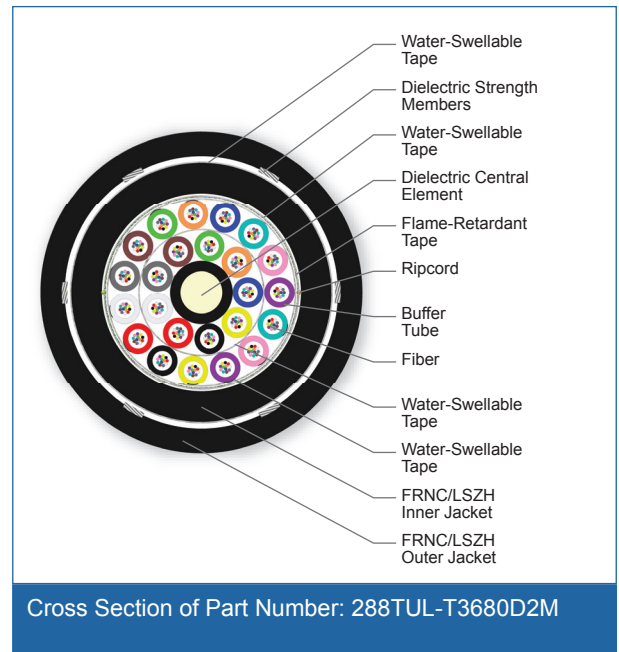 Water-Swellable
Tape
Dielectric Strength
Members
Water-Swellable
Tape
Dielectric Central
Element
Flame-Retardant
Tape
Ripcord
Buffer
Tube
Fiber
Water-Swellable
Tape
Water-Swellable
Tape
FRNC/LSZH
Inner Jacket
FRNC/LSZH
Outer Jacket
Cross Section of Part Number: 288TUL-T3680D2M